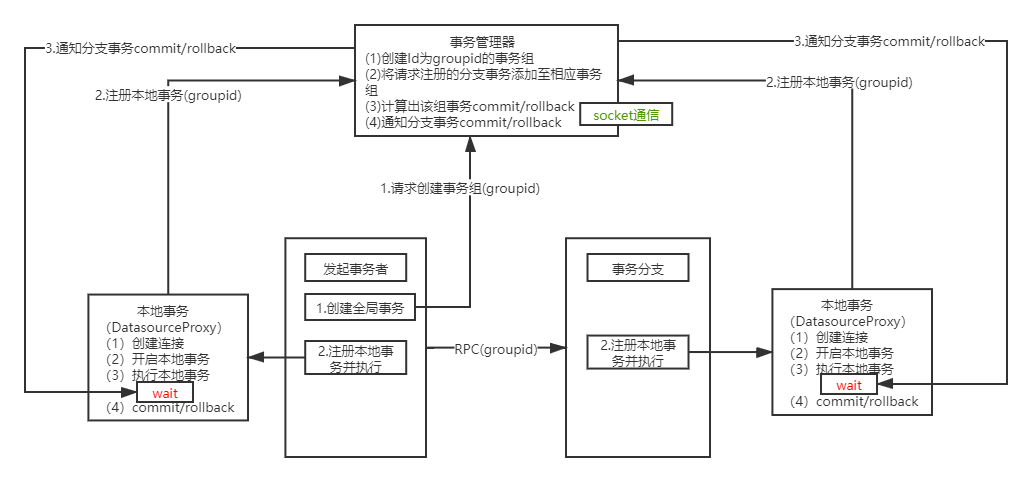 3.通知分支事务commit/rollback
事务管理器
(1)创建Id为groupid的事务组
(2)将请求注册的分支事务添加至相应事务
组
(3)计算出该组事务commit/rollback
(4)通知分支事务commit/rollback
socket通信
3.通知分支事务commit/rollback
2.注册本地事务(groupid)
2.注册本地事务(groupid)
1.请求创建事务组(groupid)
发起事务者
1.创建全局事务
2.注册本地事
务并执行
RPC(groupid)
事务分支
2.注册本地事
务并执行
本地事务
（DatasourceProxy）
（1）创建连接
（2）开启本地事务
（3）执行本地事务
wait
（4）commit/rollback
本地事务
（DatasourceProxy）
（1）创建连接
（2）开启本地事务
（3）执行本地事务
wait
（4）commit/rollback